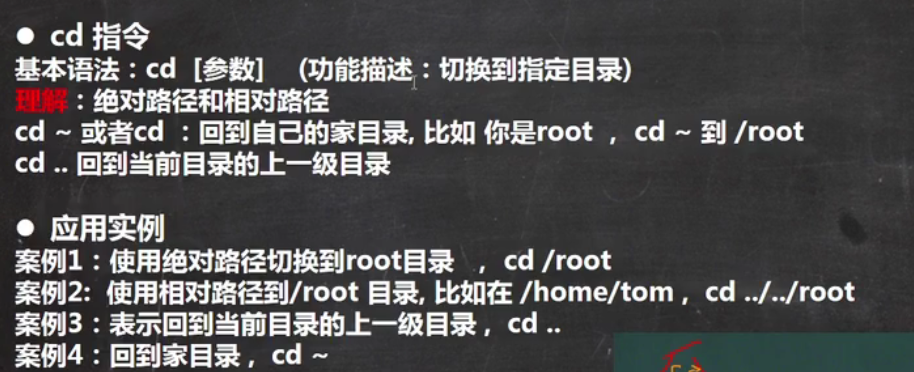 ● cd 指令
基本语法：cd [参数] (功能描述：切换到指定目录)
理解：绝对路径和相对路径
cd ~ 或者cd ：回到自己的家目录, 比如 你是root ， cd ~ 到 /root
cd .. 回到当前目录的上一级目录
● 应用实例
案例1：使用绝对路径切换到root目录 ，cd /root
案例2: 使用相对路径到/root 目录, 比如在 /home/tom ，cd ../../root
案例3：表示回到当前目录的上一级目录，cd ..
案例4：回到家目录，cd ~